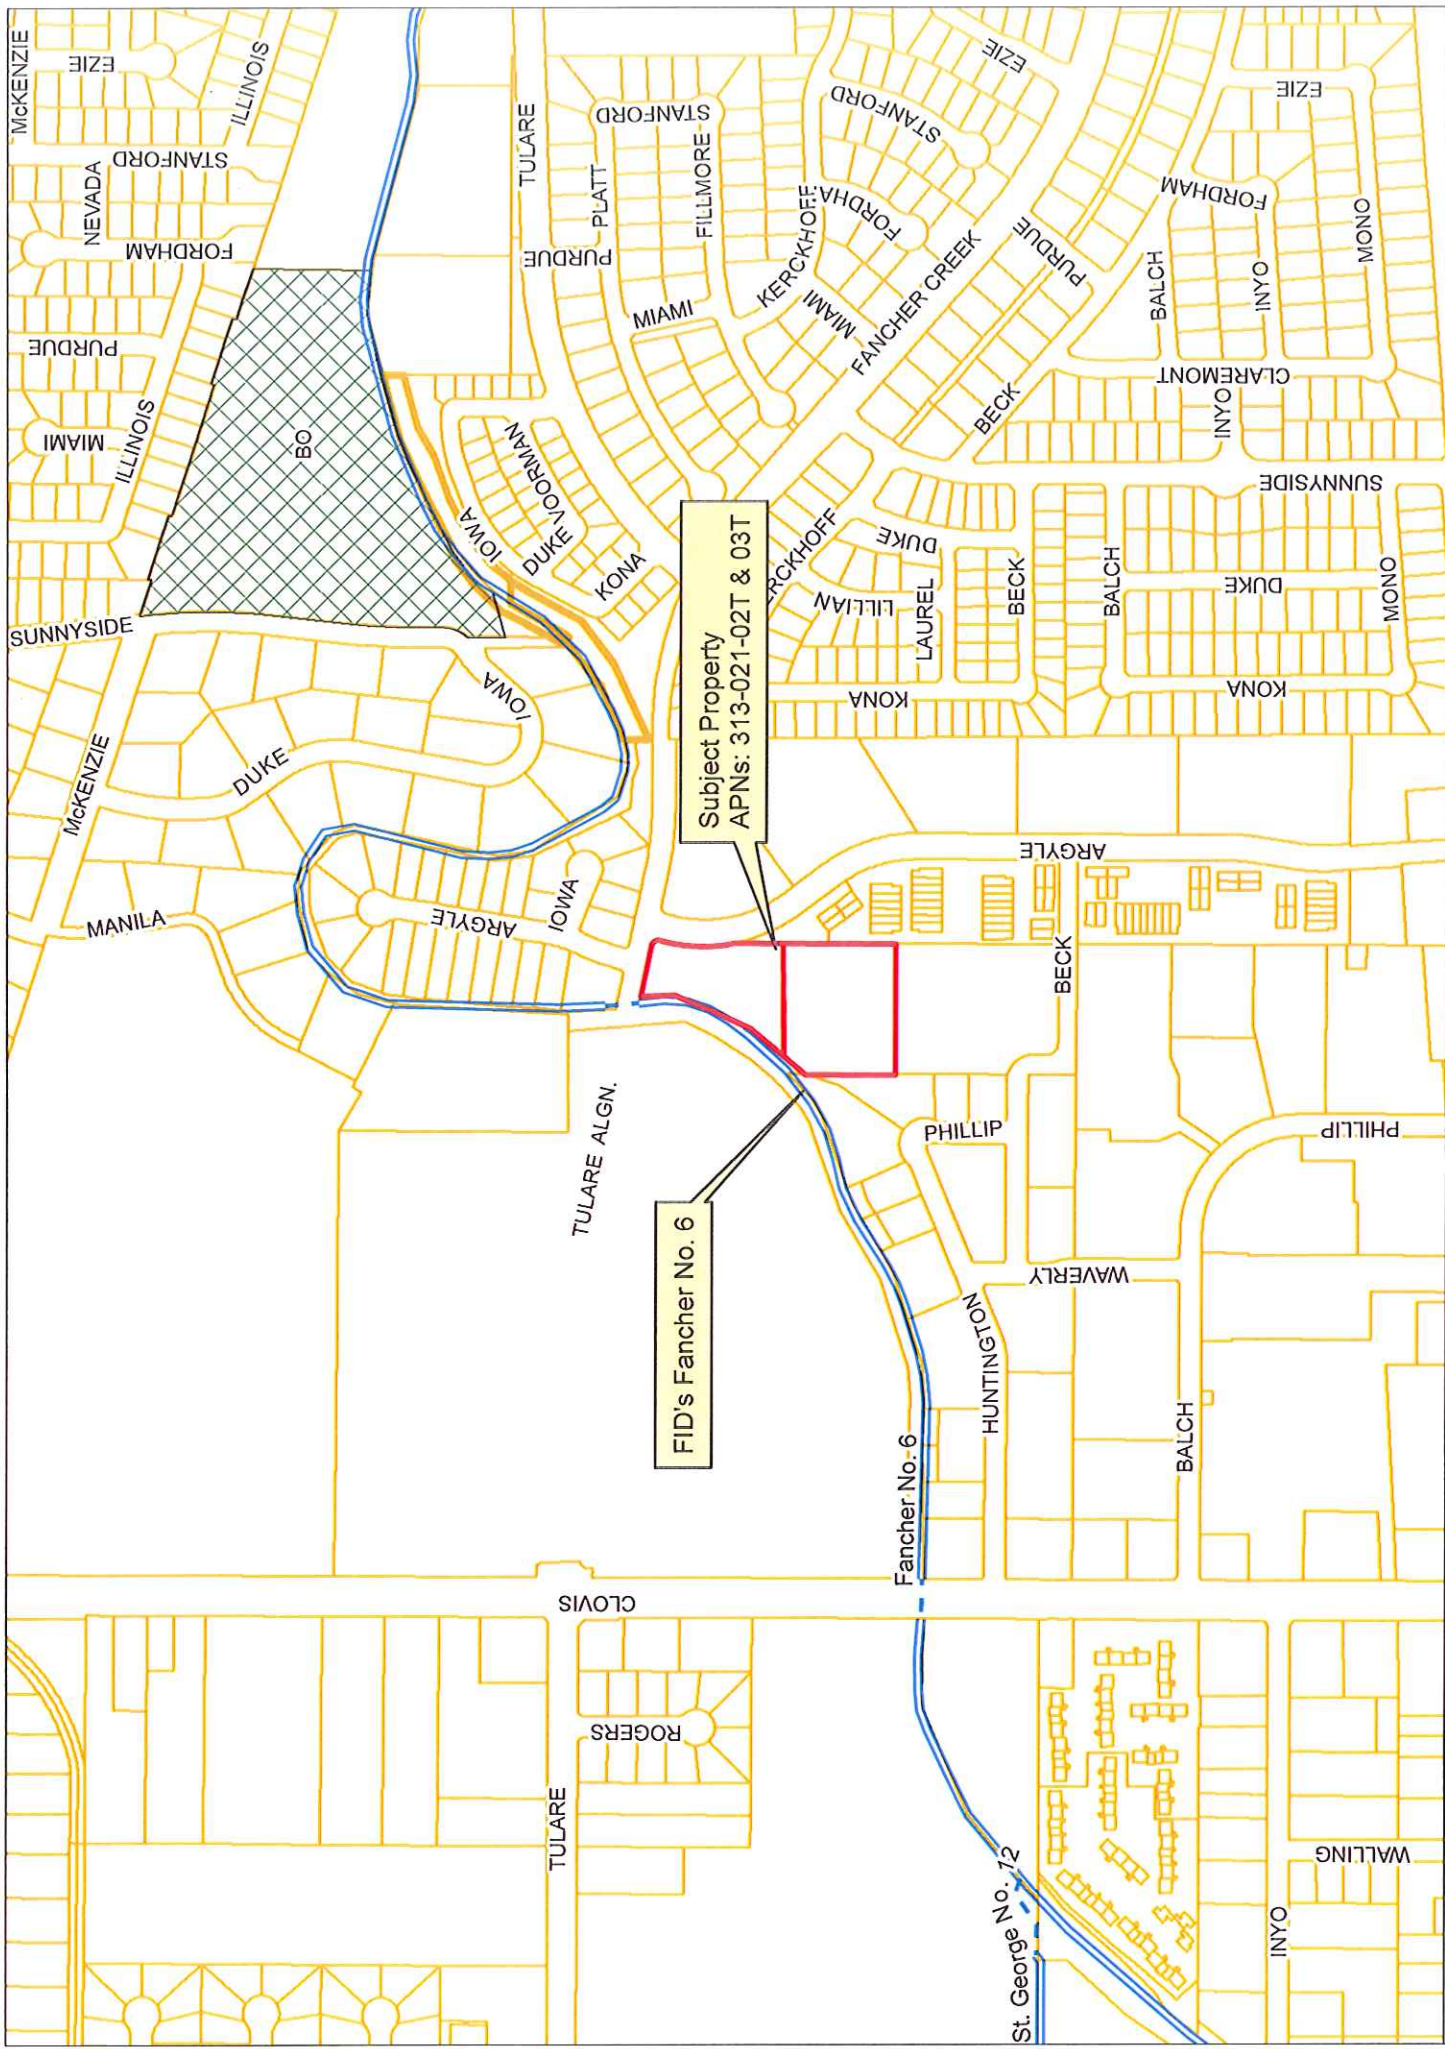 McKENZIE
EZIE
ILLINOIS
NEVADA
STANFORD
FORDHAM
PURDUE
MIAMI
ILLINOIS
BO
SUNNYSIDE
McKENZIE
MANILA
DUKE
IOWA
ARGYLE
IOWA
IOWA
DUKE
VOORMAN
KONA
TULARE
PLATT
PURDUE
STANFORD
FILLMORE
MIAMI
KERCKHOFF
MIAMI
FORDHA
STANFORD
EZIE
FANCHER CREEK
PURDUE
BECK
FORDHAM
EZIE
BALCH
INYO
MONO
CLAREMONT
INYO
SUNNYSIDE
Subject Property
APNs: 313-021-02T & 03T
ERCKHOFF
DUKE
LILLIAN
LAUREL
BECK
KONA
BALCH
DUKE
MONO
KONA
ARGYLE
BECK
TULARE ALGN.
FID's Fancher No. 6
PHILLIP
PHILLIP
WAVERLY
HUNTINGTON
BALCH
Fancher No. 6
CLOVIS
TULARE
ROGERS
St. George No. 12
INYO
WALLING